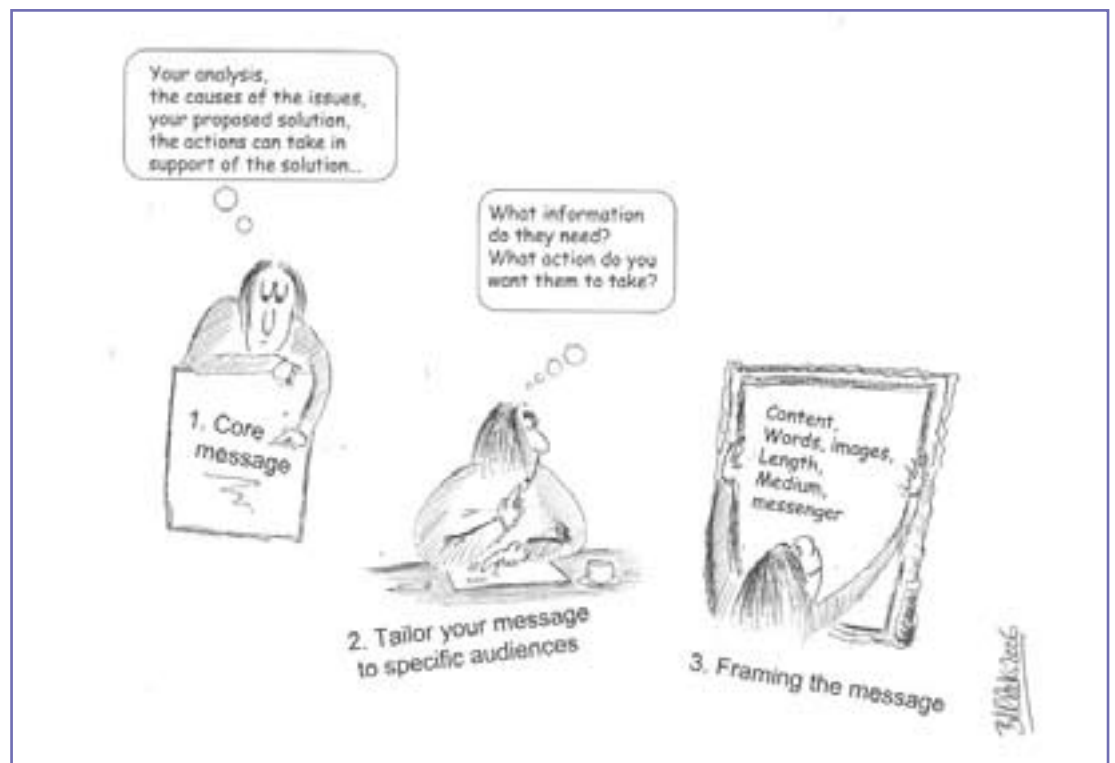 Your analysis,
the causes of the issues,
your proposed solution,
the actions can take in
support of the solution..
1. Core
message
What information
do they need?
What action do you
want them to take?
2. Tailor your message
to specific audiences
Content,
Words, images,
Length,
Medium,
messenger
3. Framing the message